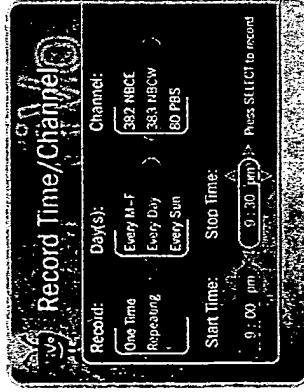 Record Time/Channel
Record: Day(s): Channel:
One Time Every M-F 382 NBCE
Repeating Every Day 383 NBCW
Every Sun 80 PBS
Start Time: Stop Time:
9 : 00 pm 9 : 30 pm Press SELECT to record